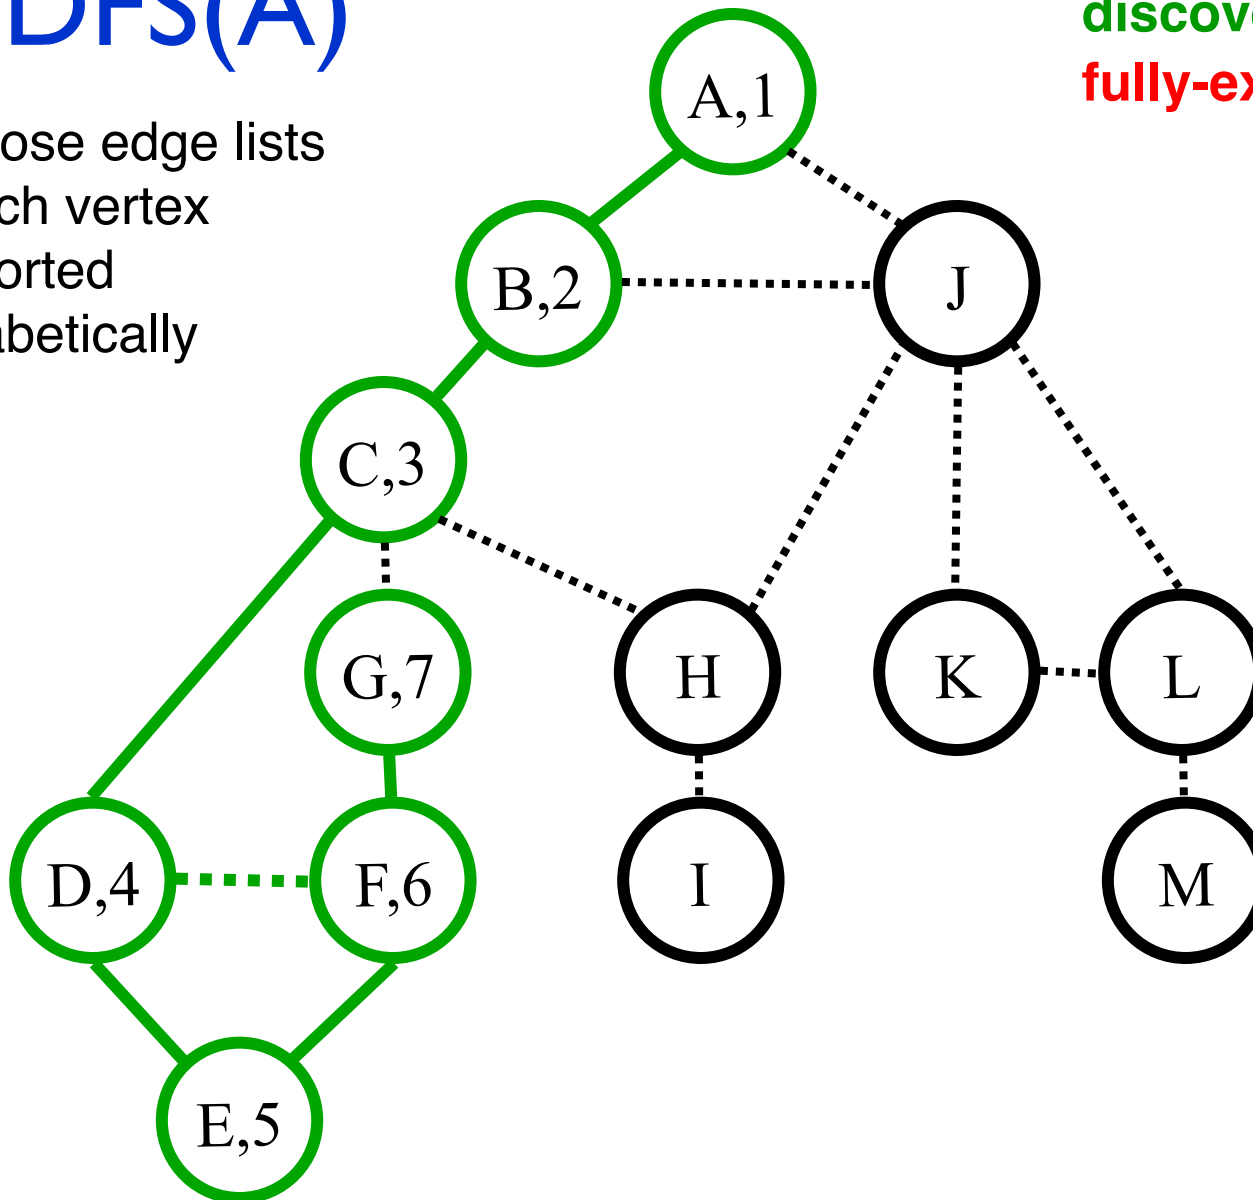 DFS(A)
discove
fully-ex
ose edge lists
ch vertex
orted
abetically
A,1
B,2
J
C,3
G,7
H
K
L
D,4
F,6
I
M
E,5